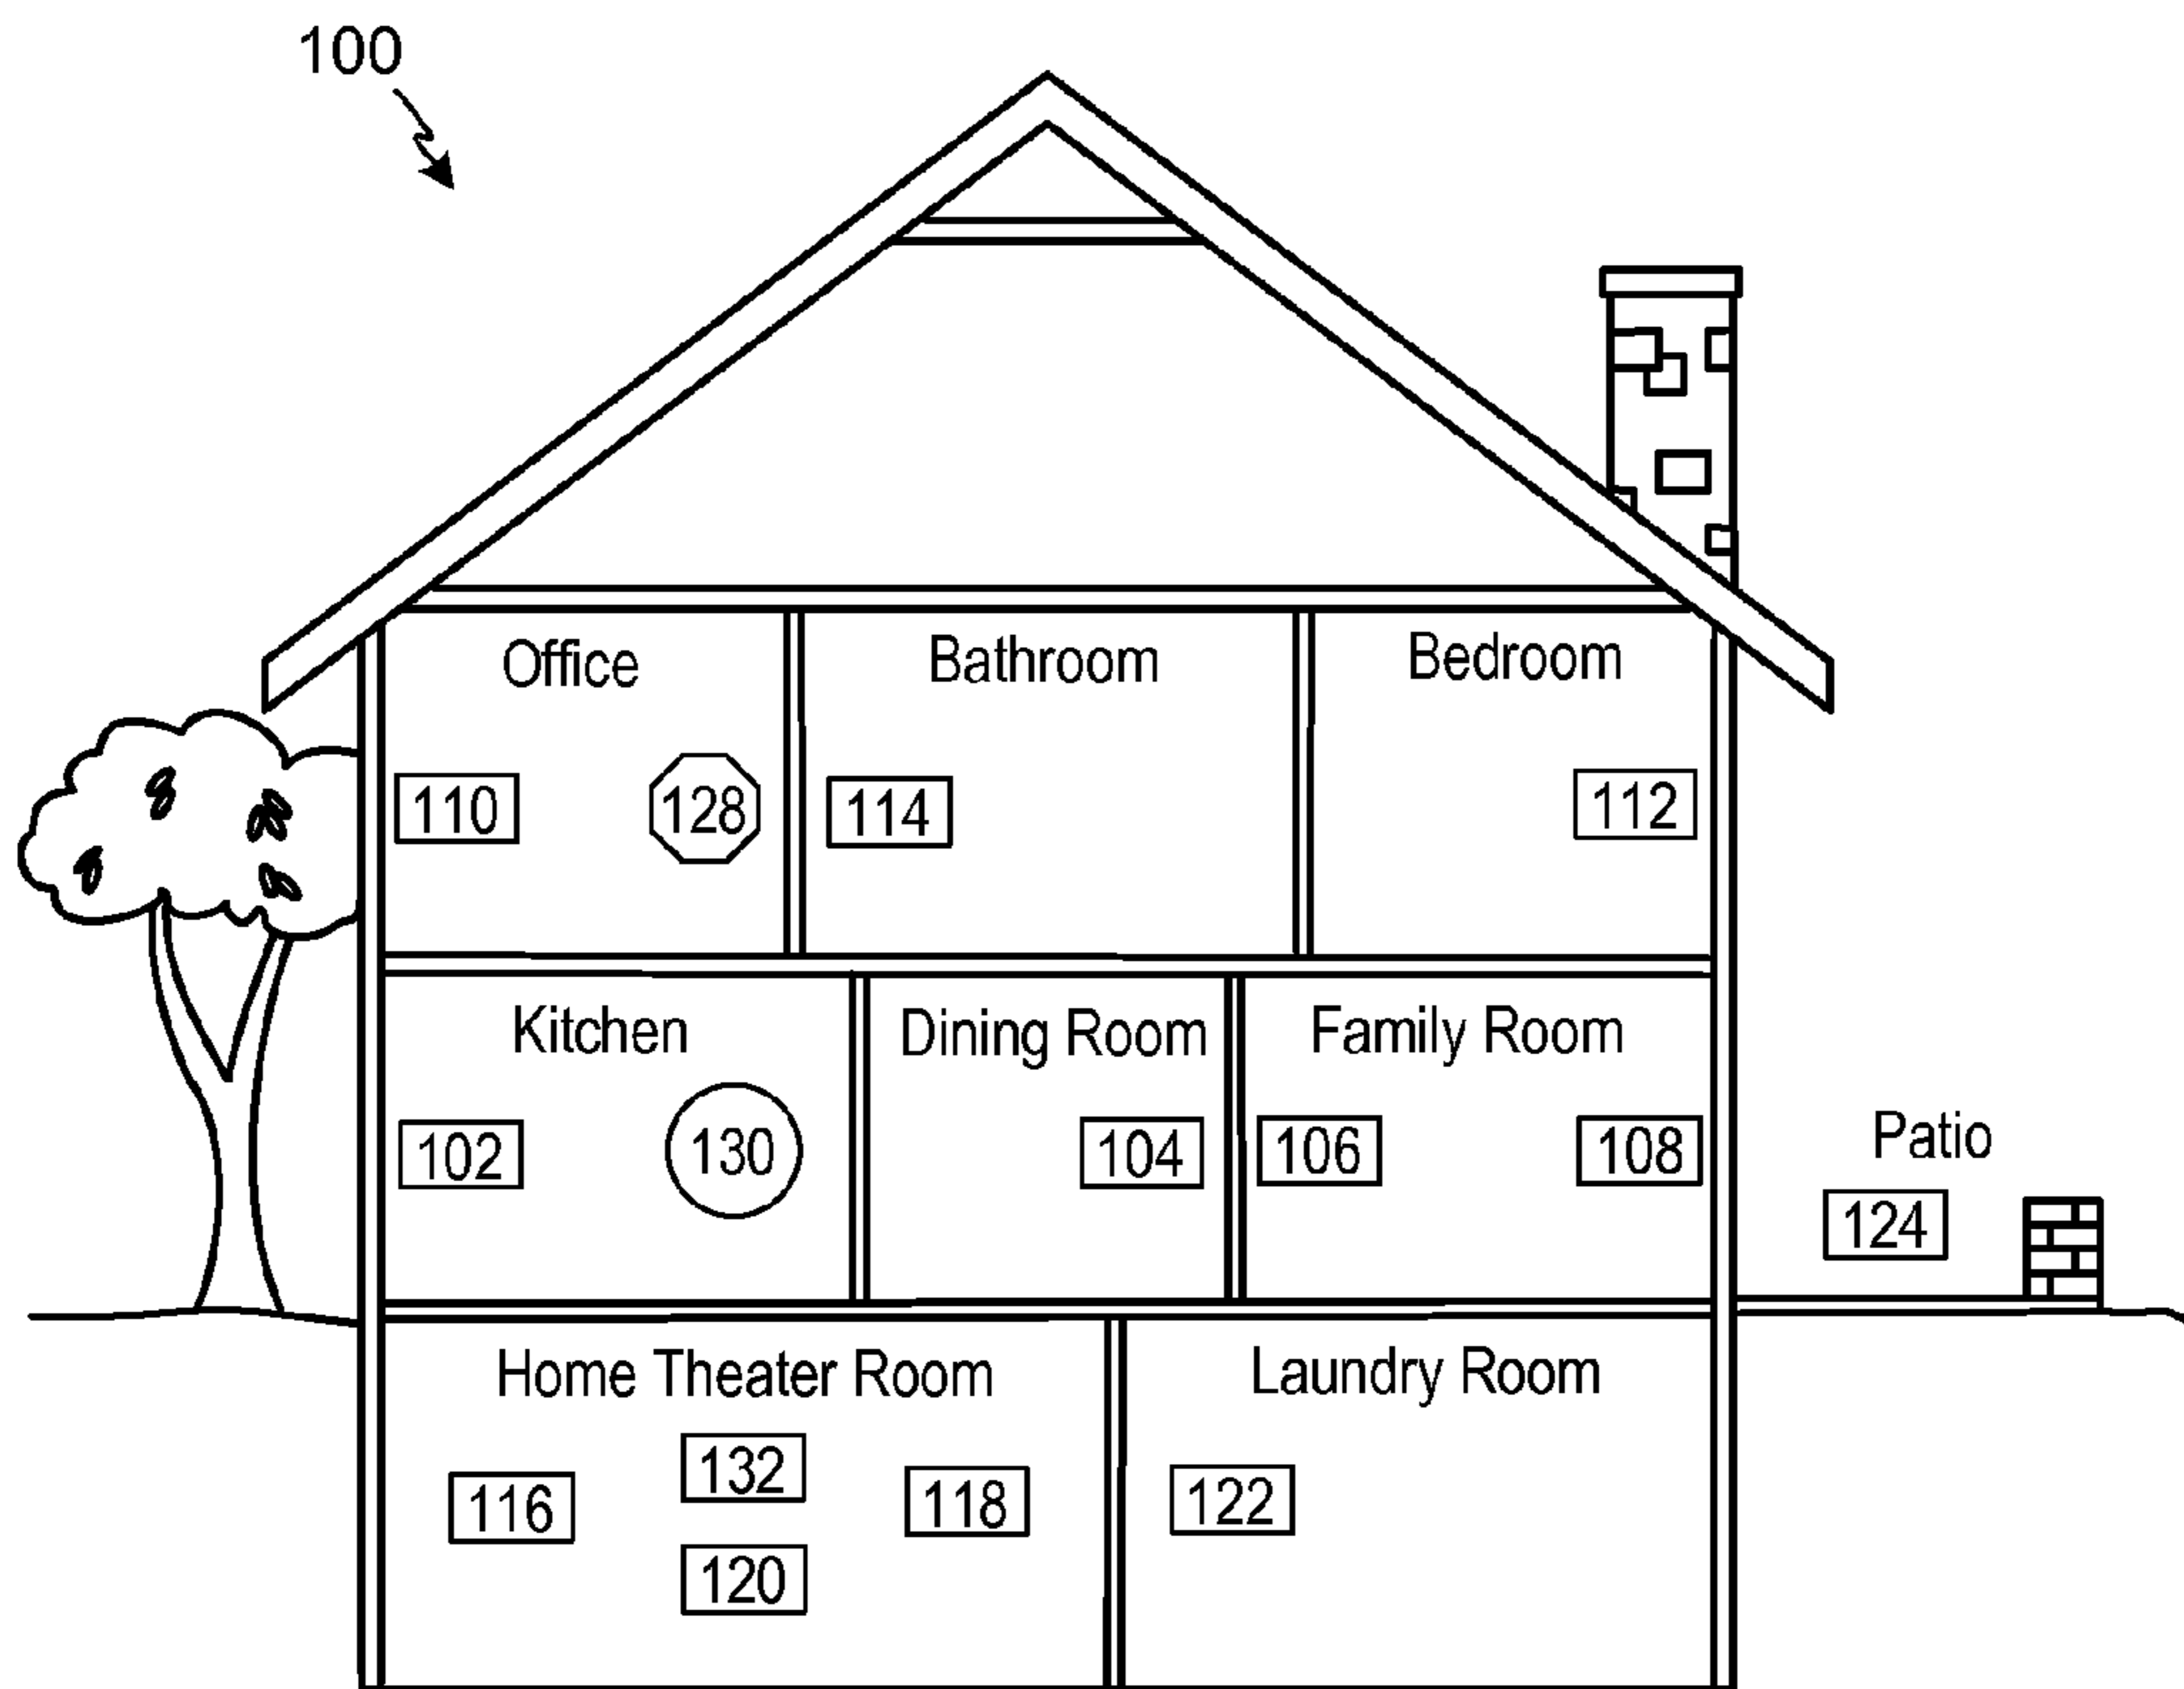 100
Office Bathroom Bedroom
110 128 114 112
Kitchen Dining Room Family Room
102 130 104 106 108
Patio
124
Home Theater Room Laundry Room
132
116 118 122
120